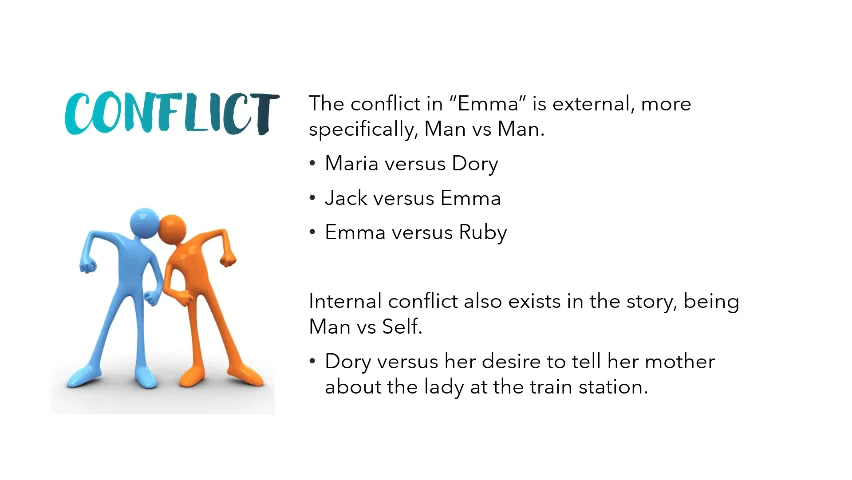 CONFLICT
The conflict in “Emma” is external, more
specifically, Man vs Man.
• Maria versus Dory
• Jack versus Emma
• Emma versus Ruby
Internal conflict also exists in the story, being
Man vs Self.
• Dory versus her desire to tell her mother
about the lady at the train station.